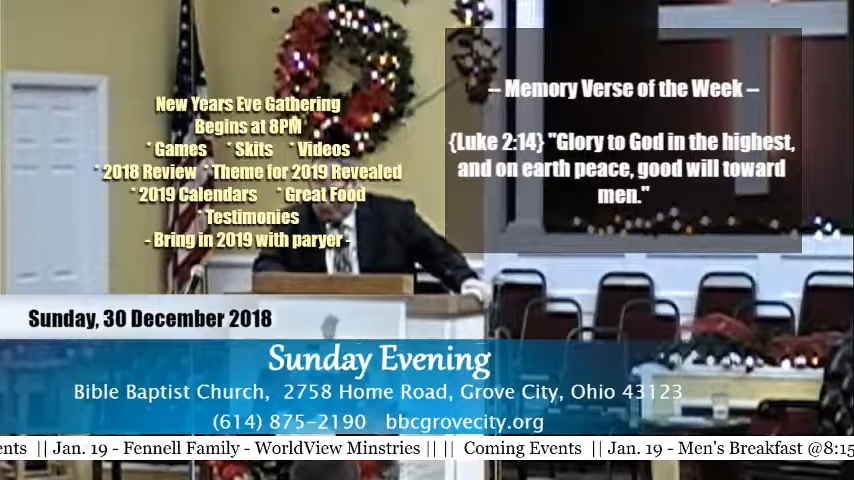 New Years Eve Gathering
Begins at 8PM
* Games * Skits * Videos
* 2018 Review * Theme for 2019 Revealed
* 2019 Calendars * Great Food
* Testimonies
- Bring in 2019 with paryer -
-- Memory Verse of the Week --
{Luke 2:14} "Glory to God in the highest,
and on earth peace, good will toward
men."
Sunday, 30 December 2018
Sunday Evening
Bible Baptist Church, 2758 Home Road, Grove City, Ohio 43123
(614) 875-2190 bbcgrovecity.org
ents || Jan. 19 - Fennell Family - WorldView Minstries || || Coming Events || Jan. 19 - Men's Breakfast @8:15